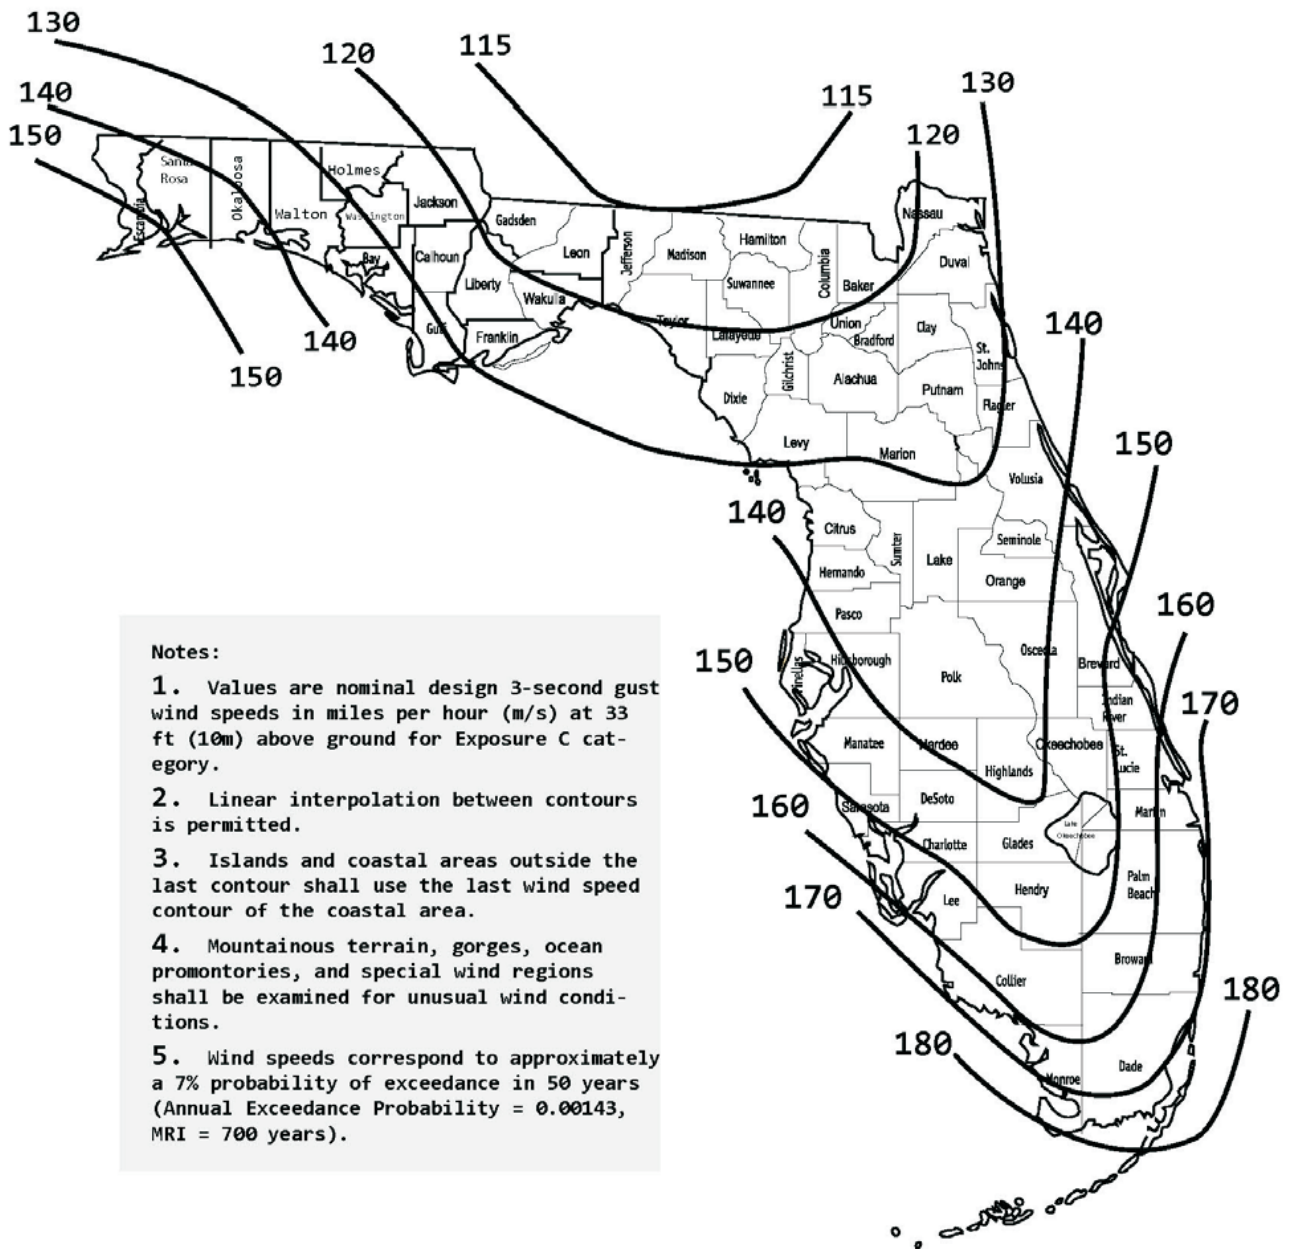 130
120
115
115
130
120
140
150
Santa
Rosa
Okaloosa
Escambia
Walton
Holmes
Washington
Jackson
Bay
Calhoun
Gulf
Gadsden
Liberty
Franklin
Leon
Wakulla
Jefferson
Madison
Taylor
Hamilton
Suwannee
Lafayette
Columbia
Baker
Nassau
Duval
Union
Bradford
Clay
St.
Johns
Dixie
Gilchrist
Alachua
Putnam
Flagler
Levy
Marion
Volusia
150
140
140
150
140
Citrus
Sumter
Lake
Seminole
Orange
Hernando
Pasco
160
150
Pinellas
Hillsborough
Polk
Osceola
Brevard
Indian
River
170
Manatee
Hardee
Highlands
Okeechobee
St.
Lucie
160
Sarasota
DeSoto
Martin
Charlotte
Glades
Lake
Okeechobee
170
Lee
Hendry
Palm
Beach
Collier
Broward
180
180
Monroe
Dade
Notes:
1. Values are nominal design 3-second gust
wind speeds in miles per hour (m/s) at 33
ft (10m) above ground for Exposure C cat-
egory.
2. Linear interpolation between contours
is permitted.
3. Islands and coastal areas outside the
last contour shall use the last wind speed
contour of the coastal area.
4. Mountainous terrain, gorges, ocean
promontories, and special wind regions
shall be examined for unusual wind condi-
tions.
5. Wind speeds correspond to approximately
a 7% probability of exceedance in 50 years
(Annual Exceedance Probability = 0.00143,
MRI = 700 years).